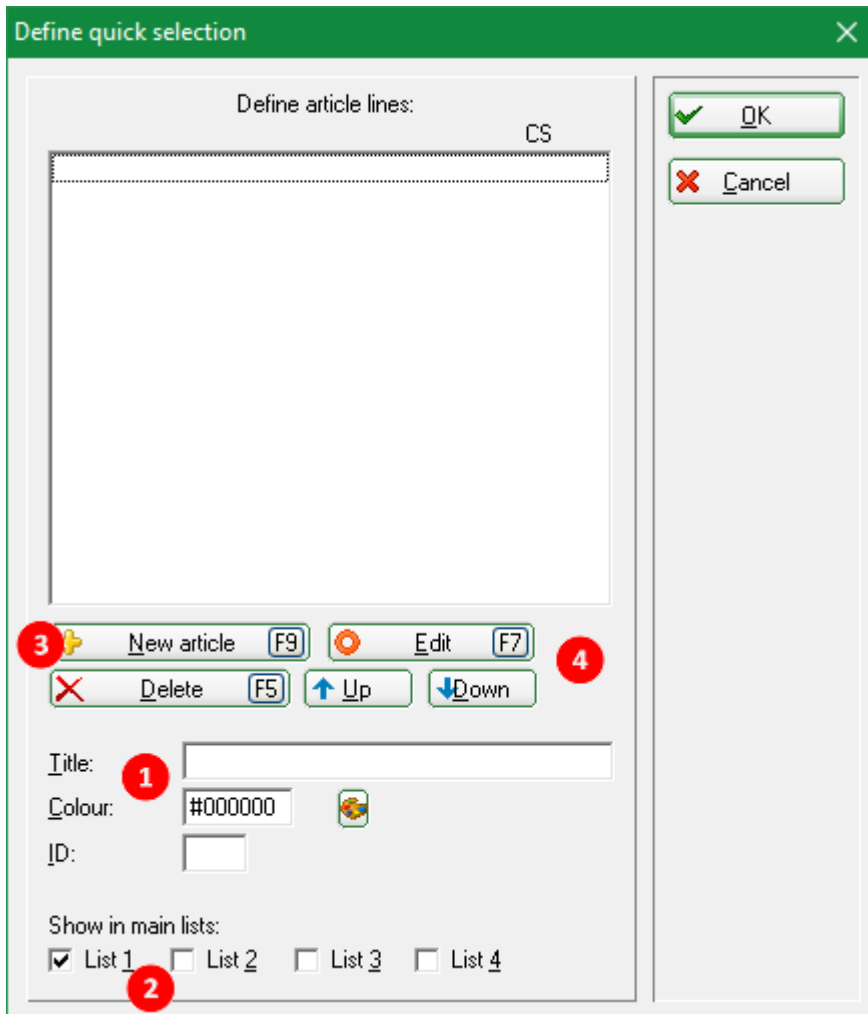 Define quick selection
Define article lines:
CS
OK
Cancel
3 New article F9 Edit F7 4
Delete F5 Up Down
Title: 1
Colour: #000000
ID:
Show in main lists:
List 1 List 2 List 3 List 4
2